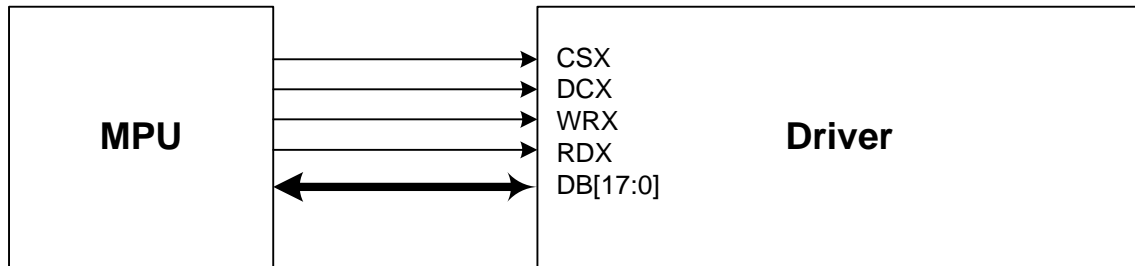 MPU
CSX
DCX
WRX
RDX
DB[17:0]
Driver